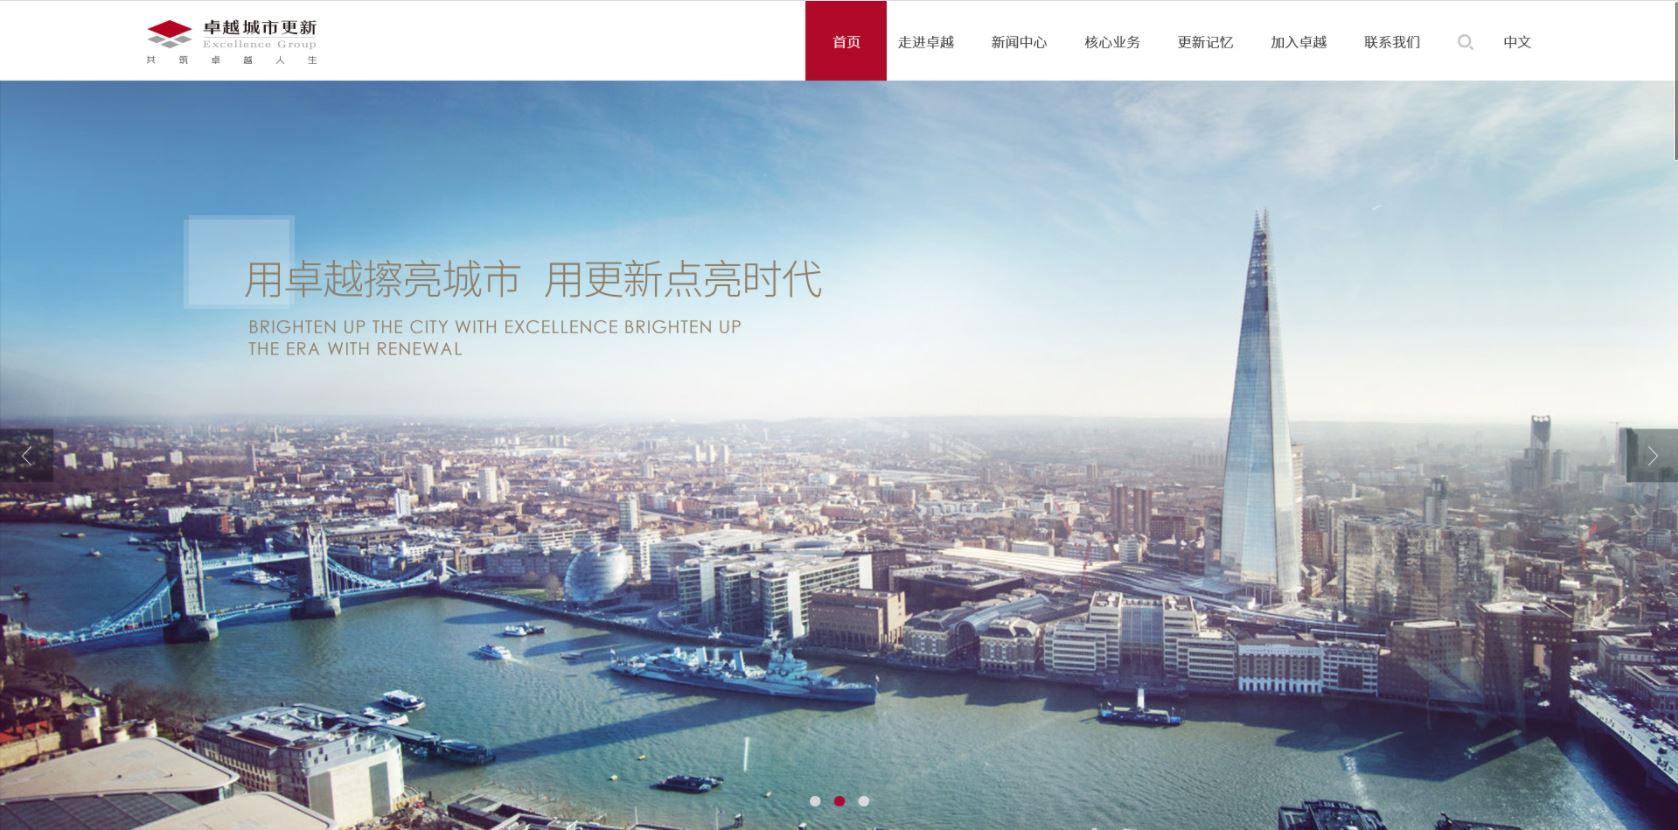 卓越城市更新
Excellence Group
共筑卓越人生
首页 走进卓越 新闻中心 核心业务 更新记忆 加入卓越 联系我们 中文
用卓越擦亮城市 用更新点亮时代
BRIGHTEN UP THE CITY WITH EXCELLENCE BRIGHTEN UP
THE ERA WITH RENEWAL